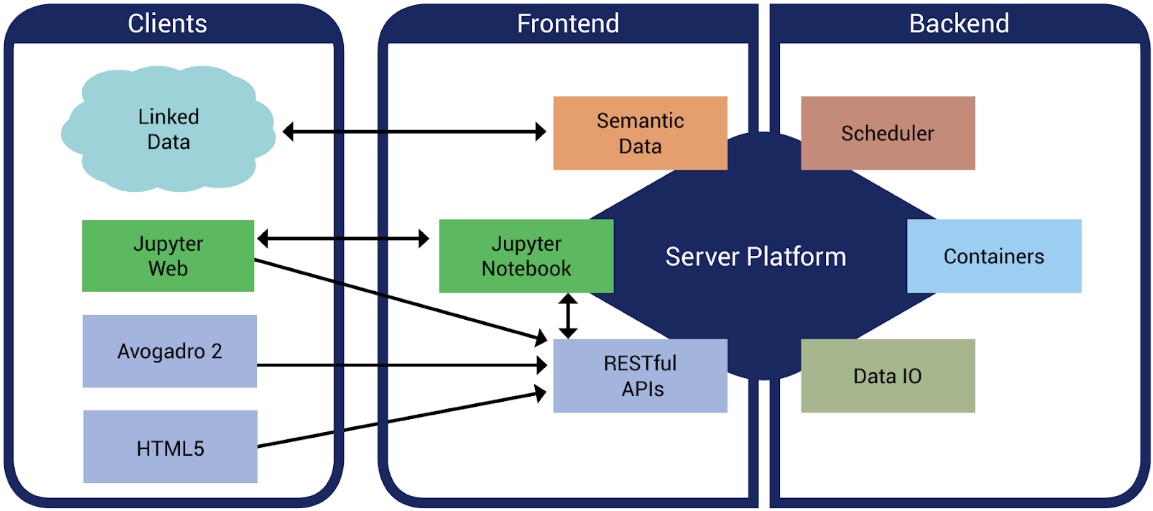 Clients
Frontend
Backend
Linked
Data
Semantic
Data
Scheduler
Jupyter
Web
Jupyter
Notebook
Server Platform
Containers
Avogadro 2
RESTful
APIs
Data IO
HTML5